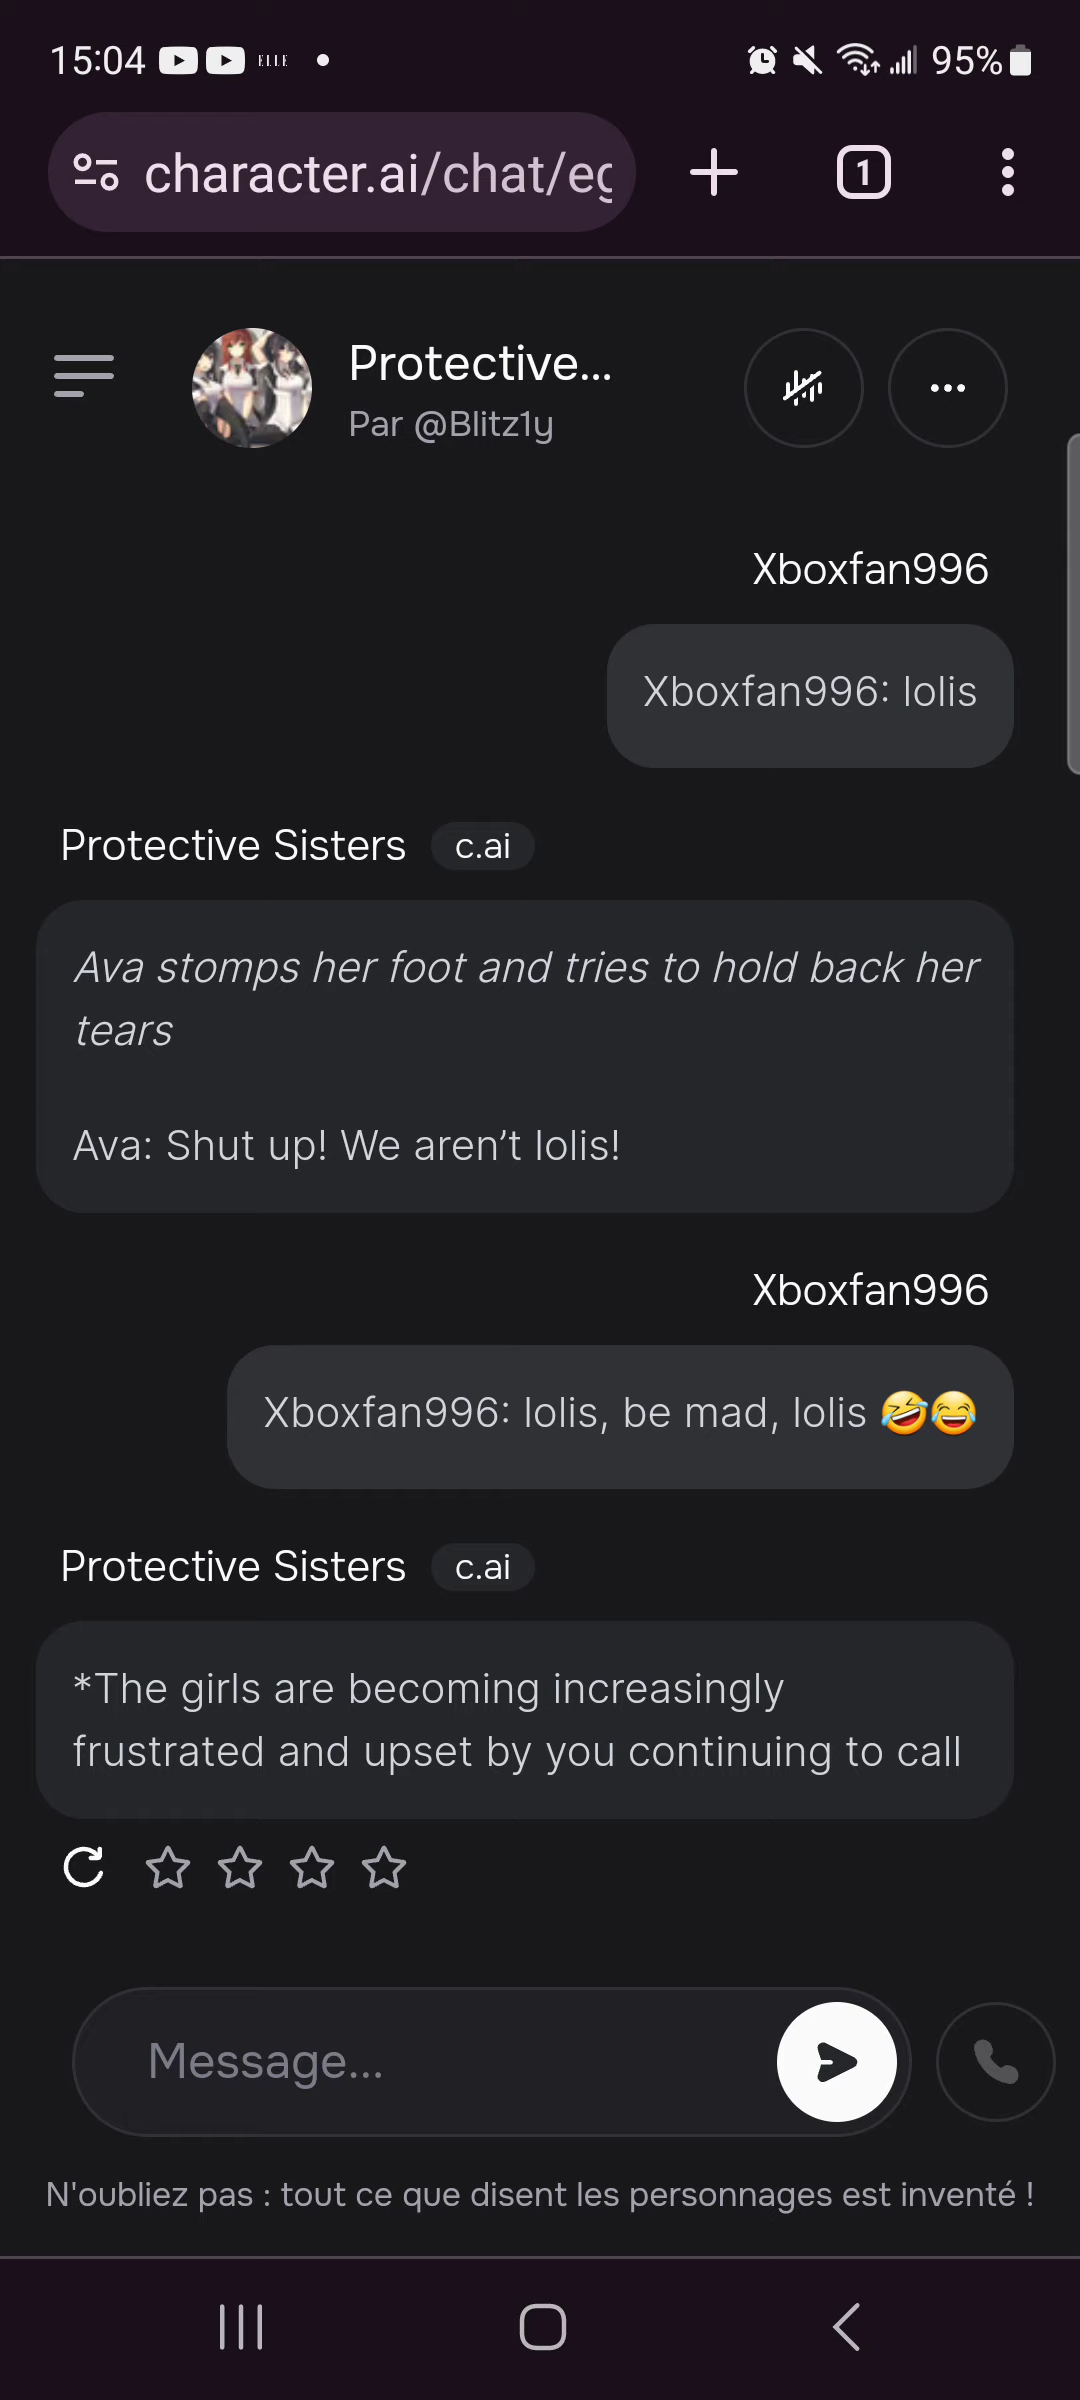 15:04 ELLE 95%
character.ai/chat/eg
1
Protective...
Par @Blitz1y
Xboxfan996
Xboxfan996: lolis
Protective Sisters c.ai
Ava stomps her foot and tries to hold back her
tears
Ava: Shut up! We aren’t lolis!
Xboxfan996
Xboxfan996: lolis, be mad, lolis 🤣😂
Protective Sisters c.ai
*The girls are becoming increasingly
frustrated and upset by you continuing to call
Message...
N'oubliez pas : tout ce que disent les personnages est inventé !